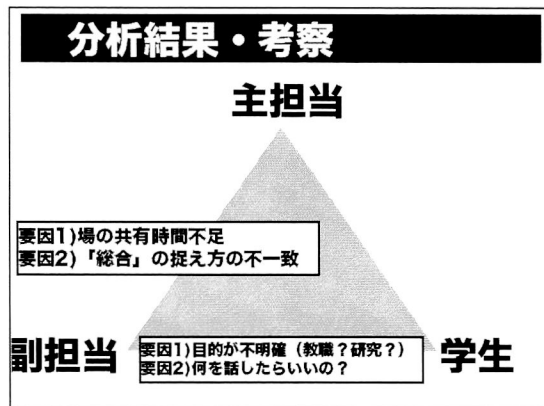 分析結果・考察
主担当
要因1)場の共有時間不足
要因2)「総合」の捉え方の不一致
副担当
要因1)目的が不明確（教職？研究？）
要因2)何を話したらいいの？
学生